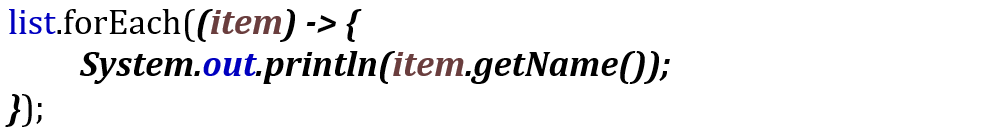 list.forEach((item) -> {
System.out.println(item.getName());
});